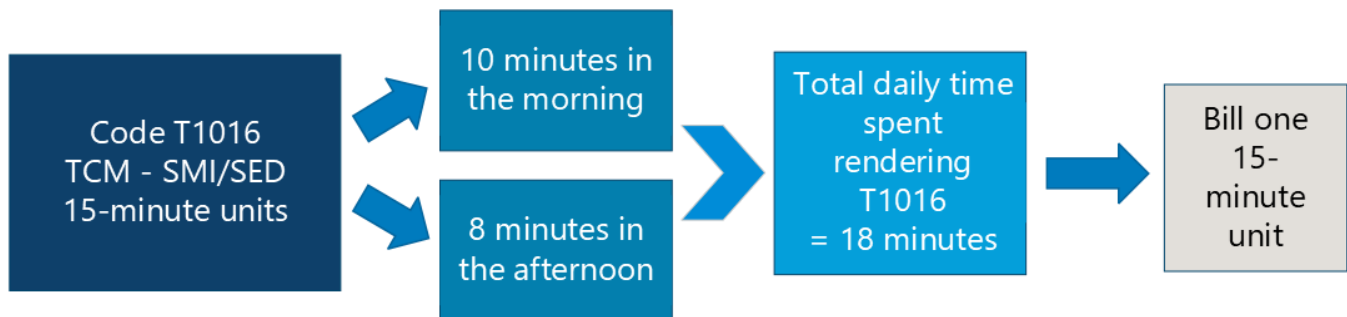 Code T1016
TCM - SMI/SED
15-minute units
10 minutes in
the morning
8 minutes in
the afternoon
Total daily time
spent
rendering
T1016
= 18 minutes
Bill one
15-
minute
unit